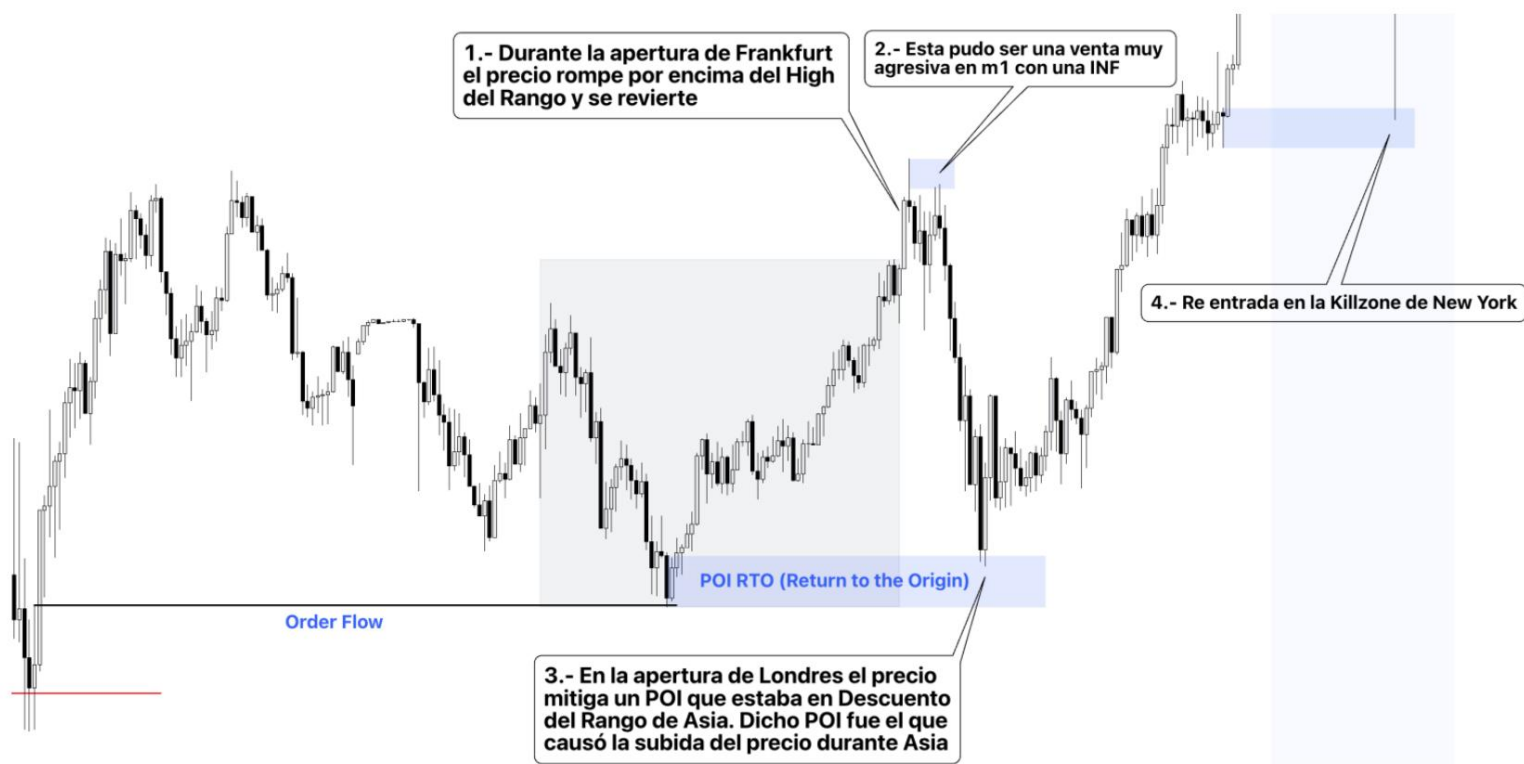 1.- Durante la apertura de Frankfurt
el precio rompe por encima del High
del Rango y se revierte
2.- Esta pudo ser una venta muy
agresiva en m1 con una INF
4.- Re entrada en la Killzone de New York
POI RTO (Return to the Origin)
Order Flow
3.- En la apertura de Londres el precio
mitiga un POI que estaba en Descuento
del Rango de Asia. Dicho POI fue el que
causó la subida del precio durante Asia